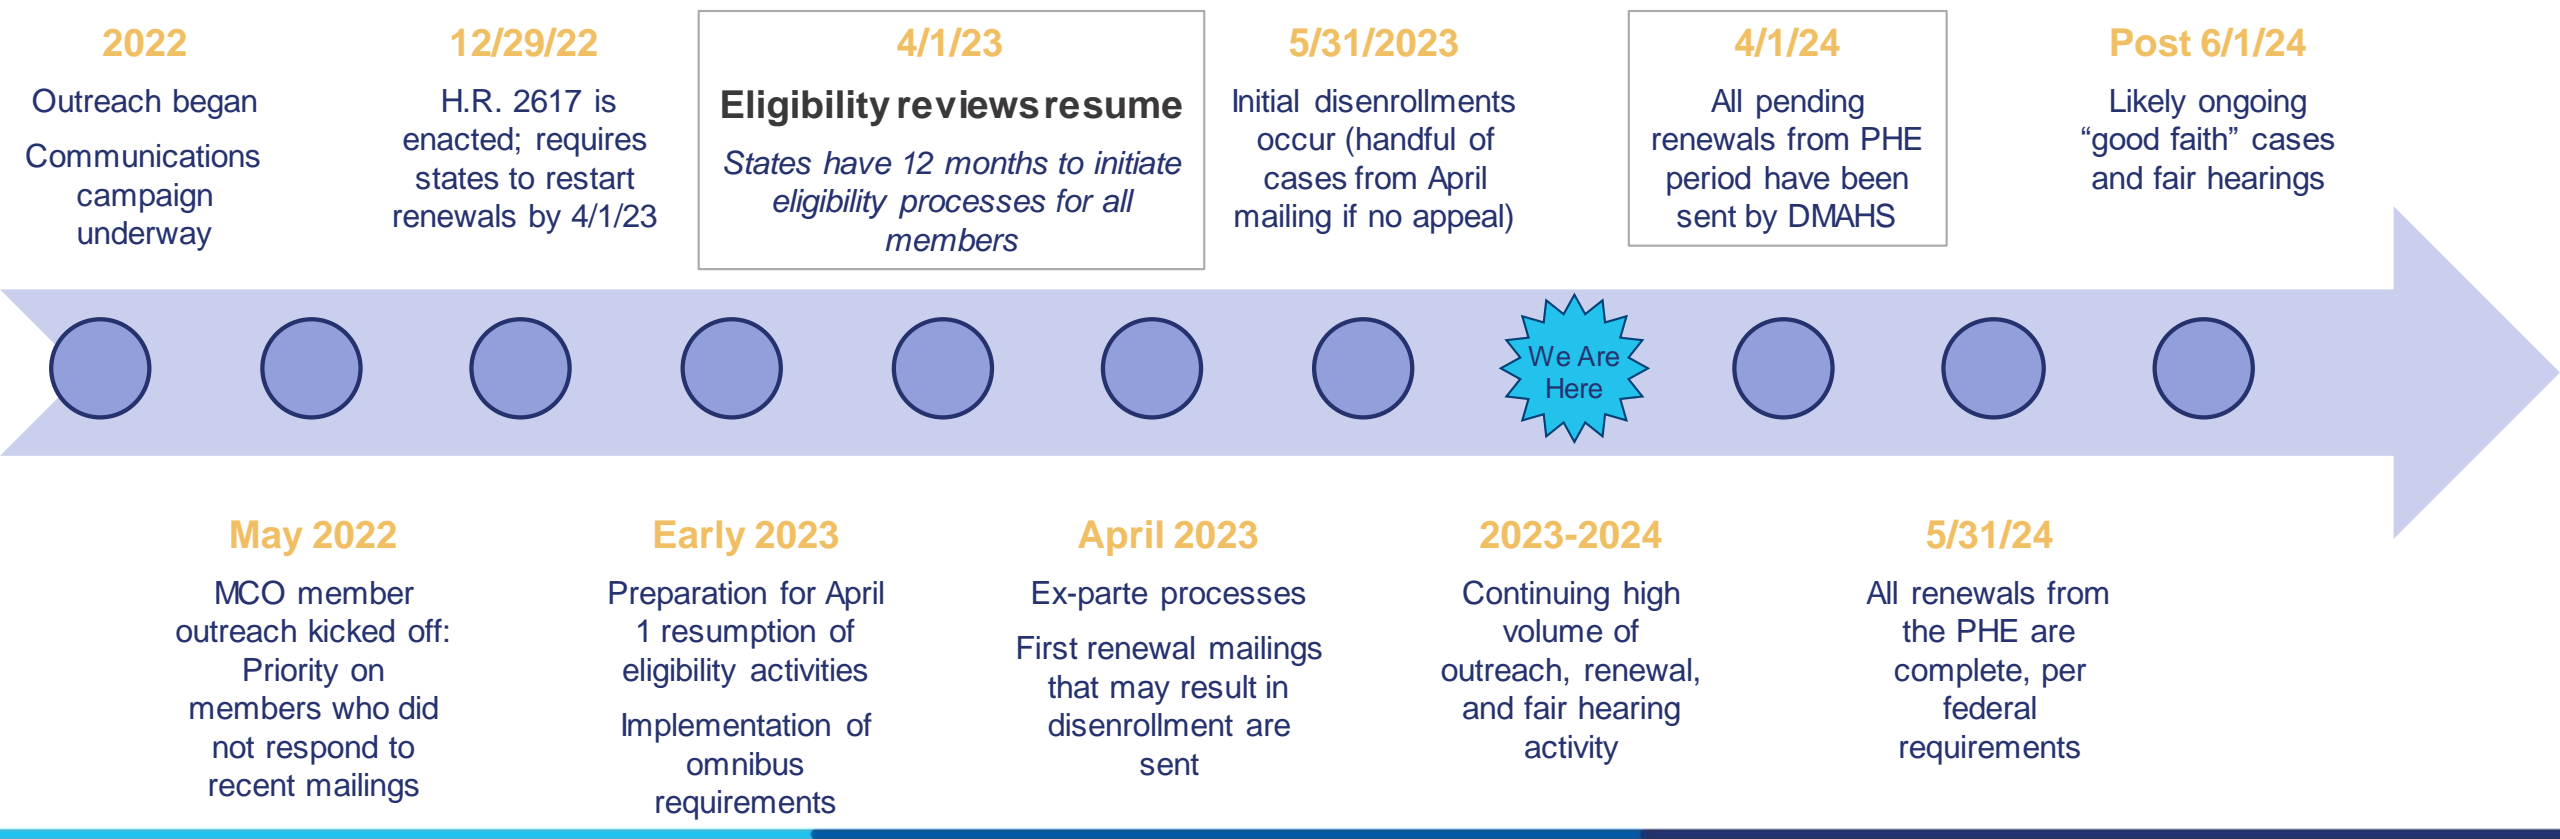 2022
Outreach began
Communications
campaign
underway
12/29/22
H.R. 2617 is
enacted; requires
states to restart
renewals by 4/1/23
4/1/23
Eligibility reviews resume
States have 12 months to initiate
eligibility processes for all
members
5/31/2023
Initial disenrollments
occur (handful of
cases from April
mailing if no appeal)
4/1/24
All pending
renewals from PHE
period have been
sent by DMAHS
Post 6/1/24
Likely ongoing
“good faith” cases
and fair hearings
We Are
Here
May 2022
MCO member
outreach kicked off:
Priority on
members who did
not respond to
recent mailings
Early 2023
Preparation for April
1 resumption of
eligibility activities
Implementation of
omnibus
requirements
April 2023
Ex-parte processes
First renewal mailings
that may result in
disenrollment are
sent
2023-2024
Continuing high
volume of
outreach, renewal,
and fair hearing
activity
5/31/24
All renewals from
the PHE are
complete, per
federal
requirements